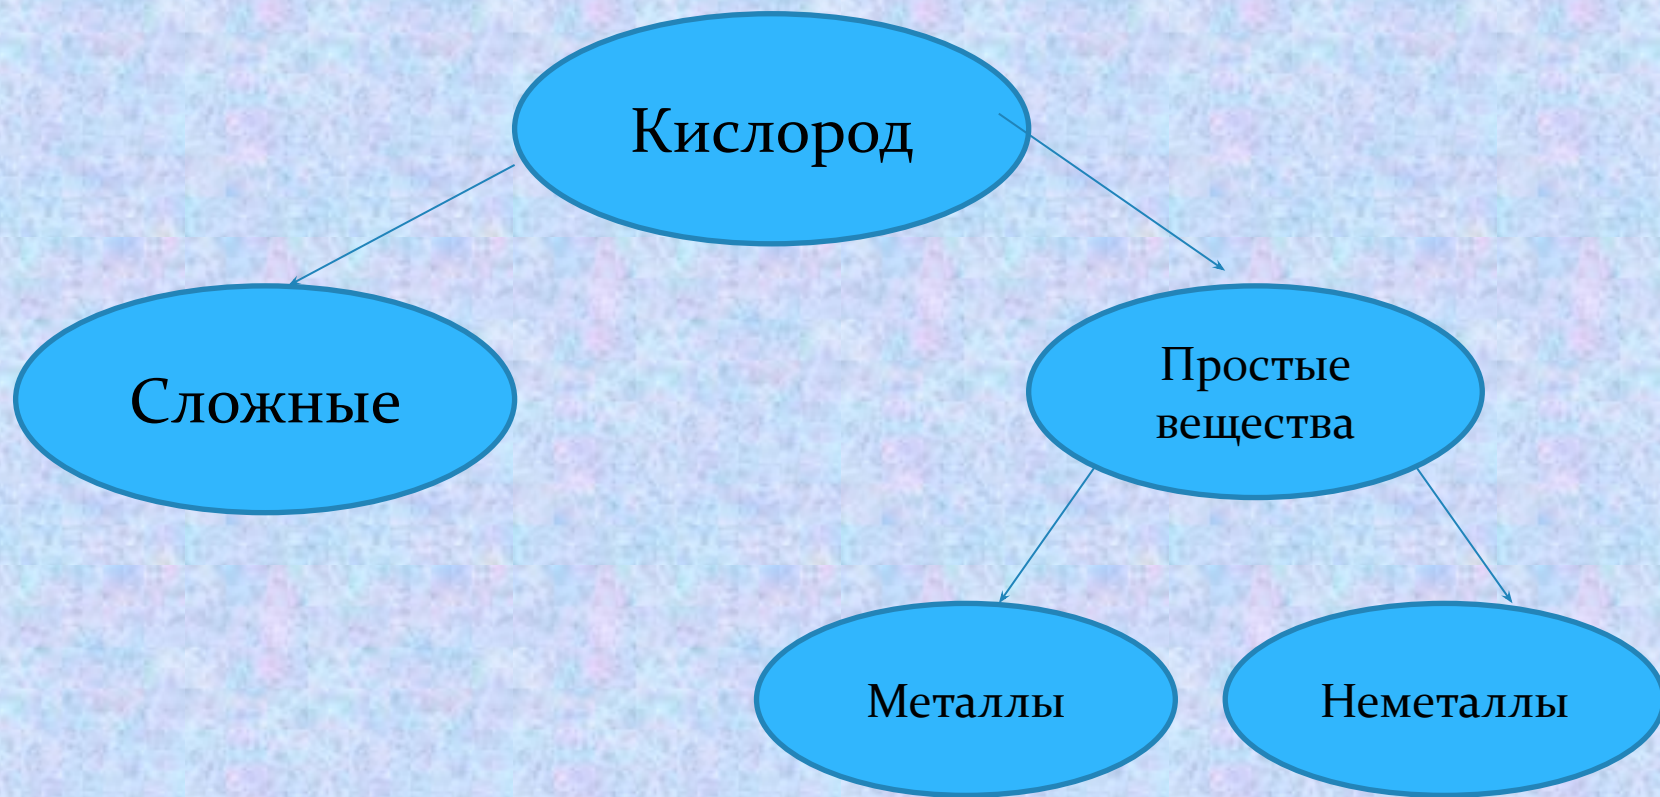 Кислород
Сложные
Простые
вещества
Металлы
Неметаллы